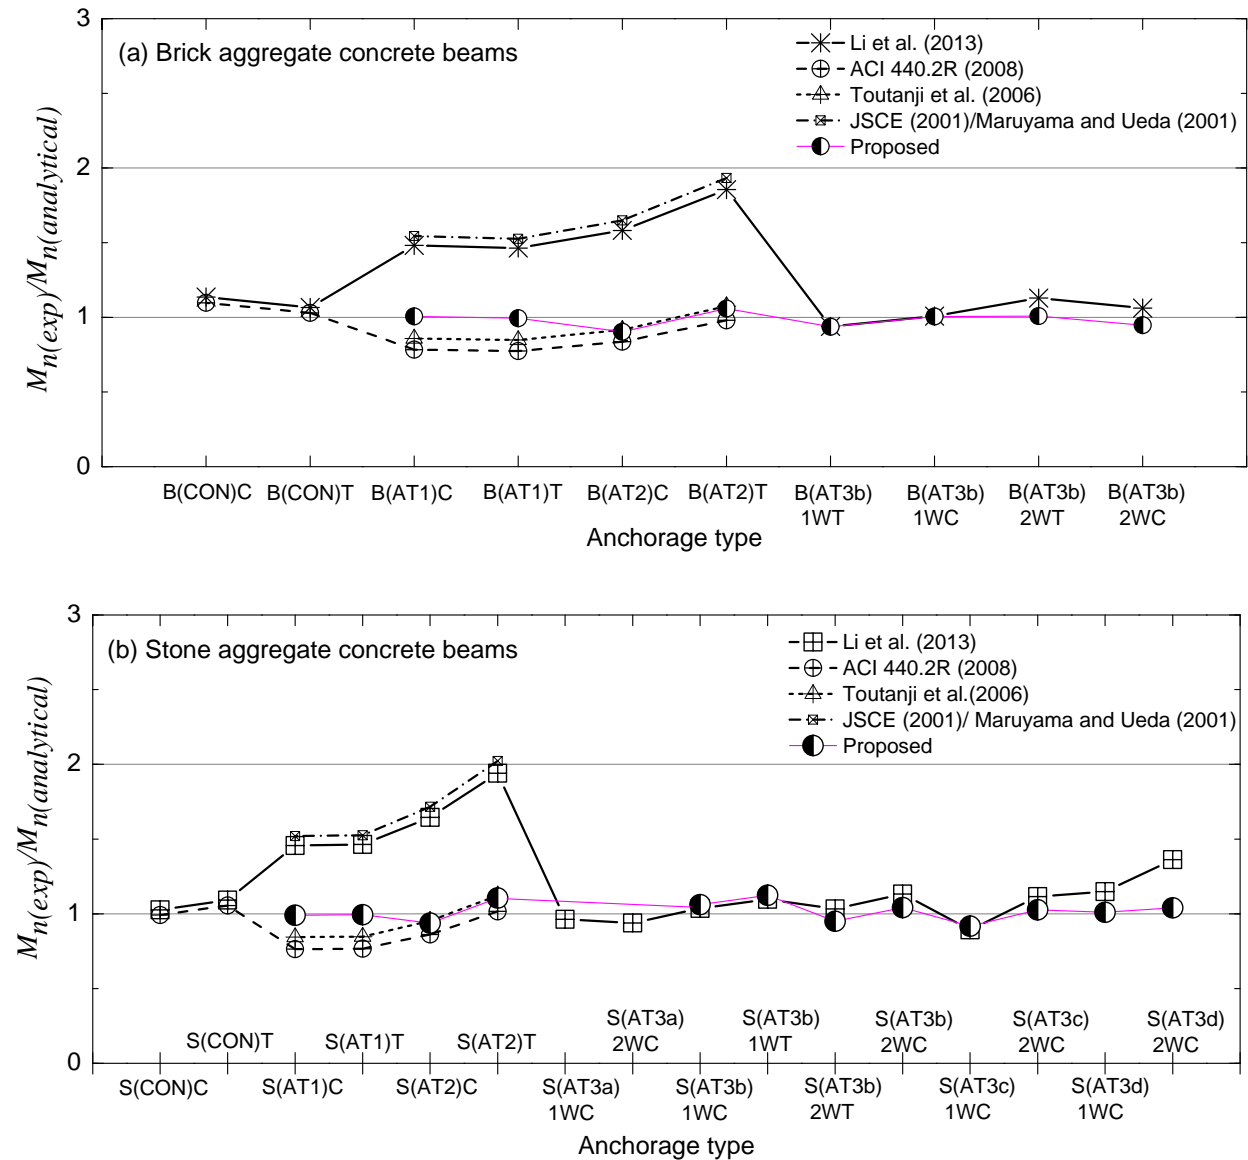 3
(a) Brick aggregate concrete beams
Li et al. (2013)
ACI 440.2R (2008)
Toutanji et al. (2006)
JSCE (2001)/Maruyama and Ueda (2001)
Proposed
2
1
0
Mn(exp)/Mn(analytical)
B(CON)C
B(CON)T
B(AT1)C
B(AT1)T
B(AT2)C
B(AT2)T
B(AT3b)
1WT
B(AT3b)
1WC
B(AT3b)
2WT
B(AT3b)
2WC
Anchorage type
3
(b) Stone aggregate concrete beams
Li et al. (2013)
ACI 440.2R (2008)
Toutanji et al.(2006)
JSCE (2001)/ Maruyama and Ueda (2001)
Proposed
2
1
0
Mn(exp)/Mn(analytical)
S(CON)C
S(CON)T
S(AT1)C
S(AT1)T
S(AT2)C
S(AT2)T
S(AT3a)
1WC
S(AT3a)
2WC
S(AT3b)
1WC
S(AT3b)
1WT
S(AT3b)
2WT
S(AT3b)
2WC
S(AT3c)
1WC
S(AT3c)
2WC
S(AT3d)
1WC
S(AT3d)
2WC
Anchorage type